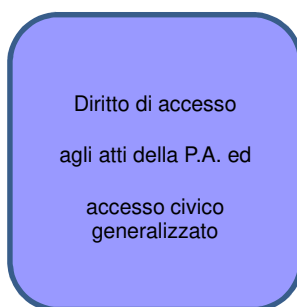 Diritto di accesso
agli atti della P.A. ed
accesso civico
generalizzato